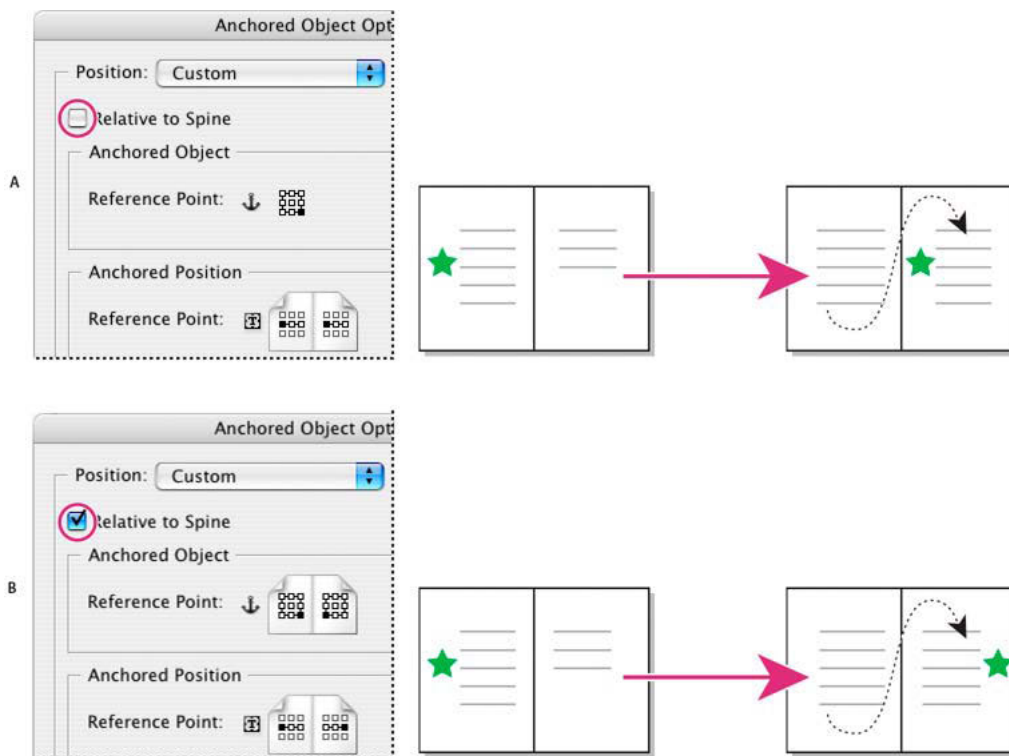 Anchored Object Opt
Position: Custom
Relative to Spine
Anchored Object
A
Reference Point:
Anchored Position
Reference Point: T
Anchored Object Opt
Position: Custom
Relative to Spine
Anchored Object
B
Reference Point:
Anchored Position
Reference Point: T